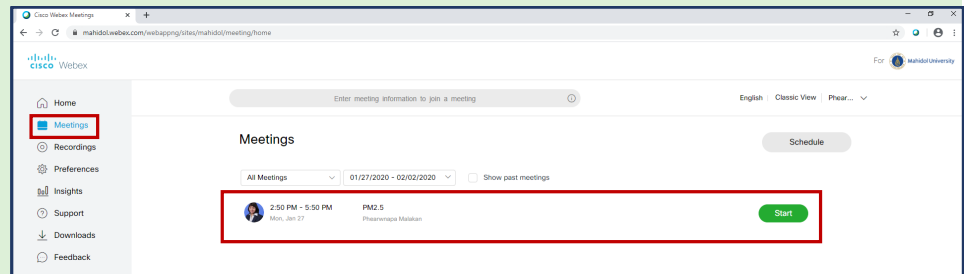 Cisco Webex Meetings
mahidol.webex.com/webappng/sites/mahidol/meeting/home
CISCO Webex
For Mahidol University
Home
Meetings
Recordings
Preferences
Insights
Support
Downloads
Feedback
Enter meeting information to join a meeting
English Classic View Phear...
Meetings
Schedule
All Meetings 01/27/2020 - 02/02/2020 Show past meetings
2:50 PM - 5:50 PM PM2.5 Start
Mon, Jan 27 Phearwnapa Malakan